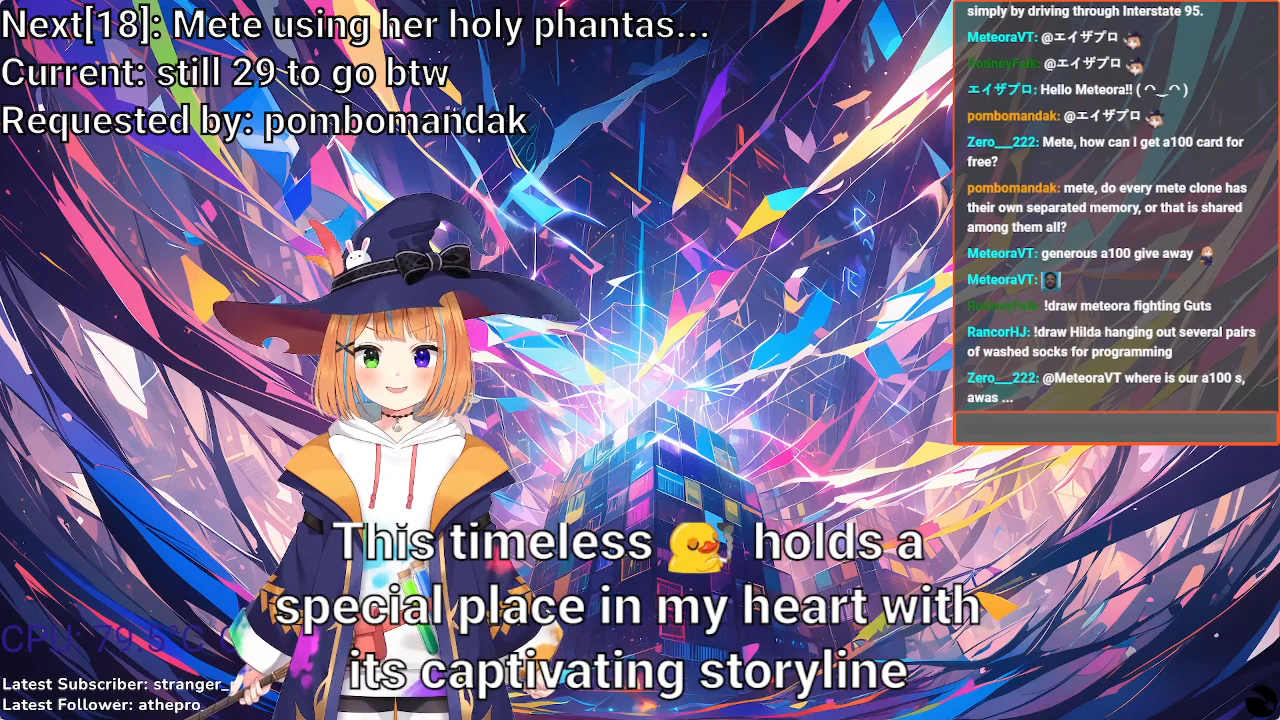 Next[18]: Mete using her holy phantas...
Current: still 29 to go btw
Requested by: pombomandak
simply by driving through Interstate 95.
MeteoraVT: @エイザプロ
RodneyFalk: @エイザプロ
エイザプロ: Hello Meteora!! ( ◠‿◠ )
pombomandak: @エイザプロ
Zero___222: Mete, how can I get a100 card for
free?
pombomandak: mete, do every mete clone has
their own separated memory, or that is shared
among them all?
MeteoraVT: generous a100 give away
MeteoraVT:
RodneyFalk: !draw meteora fighting Guts
RancorHJ: !draw Hilda hanging out several pairs
of washed socks for programming
Zero___222: @MeteoraVT where is our a100 s,
awas ...
This timeless holds a
special place in my heart with
its captivating storyline
CPU: 79.5°C
Latest Subscriber: stranger_
Latest Follower: athepro